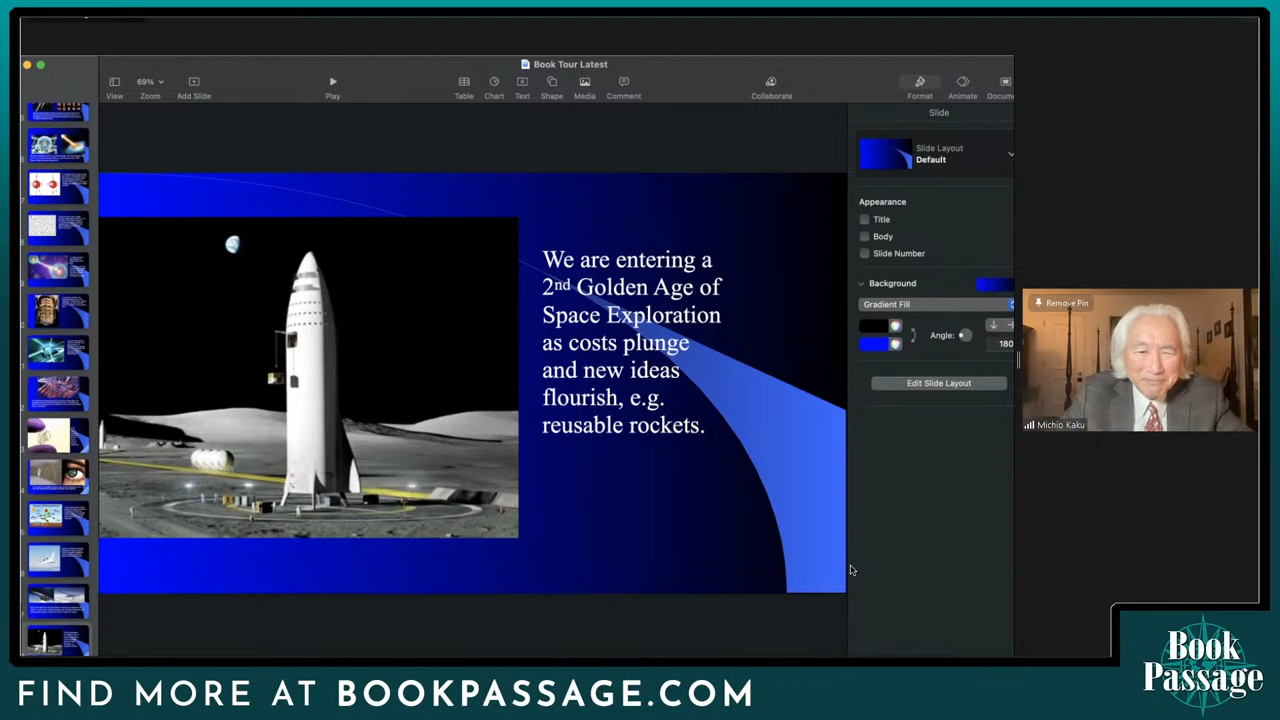 Book Tour Latest
69%
View
Zoom
Add Slide
Play
Table
Chart
Text
Shape
Media
Comment
Collaborate
Format
Animate
Docum
Slide
Slide Layout
Default
Appearance
Title
Body
Slide Number
Background
Gradient Fill
Angle:
180
Edit Slide Layout
We are entering a
2nd Golden Age of
Space Exploration
as costs plunge
and new ideas
flourish, e.g.
reusable rockets.
Remove Pin
Michio Kaku
Book
Passage
FIND MORE AT BOOKPASSAGE.COM